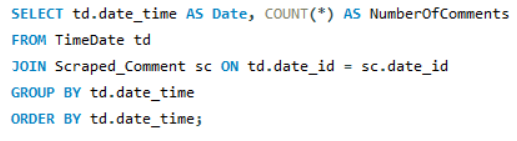 SELECT td.date_time AS Date, COUNT(*) AS NumberOfComments
FROM TimeDate td
JOIN Scraped_Comment sc ON td.date_id = sc.date_id
GROUP BY td.date_time
ORDER BY td.date_time;